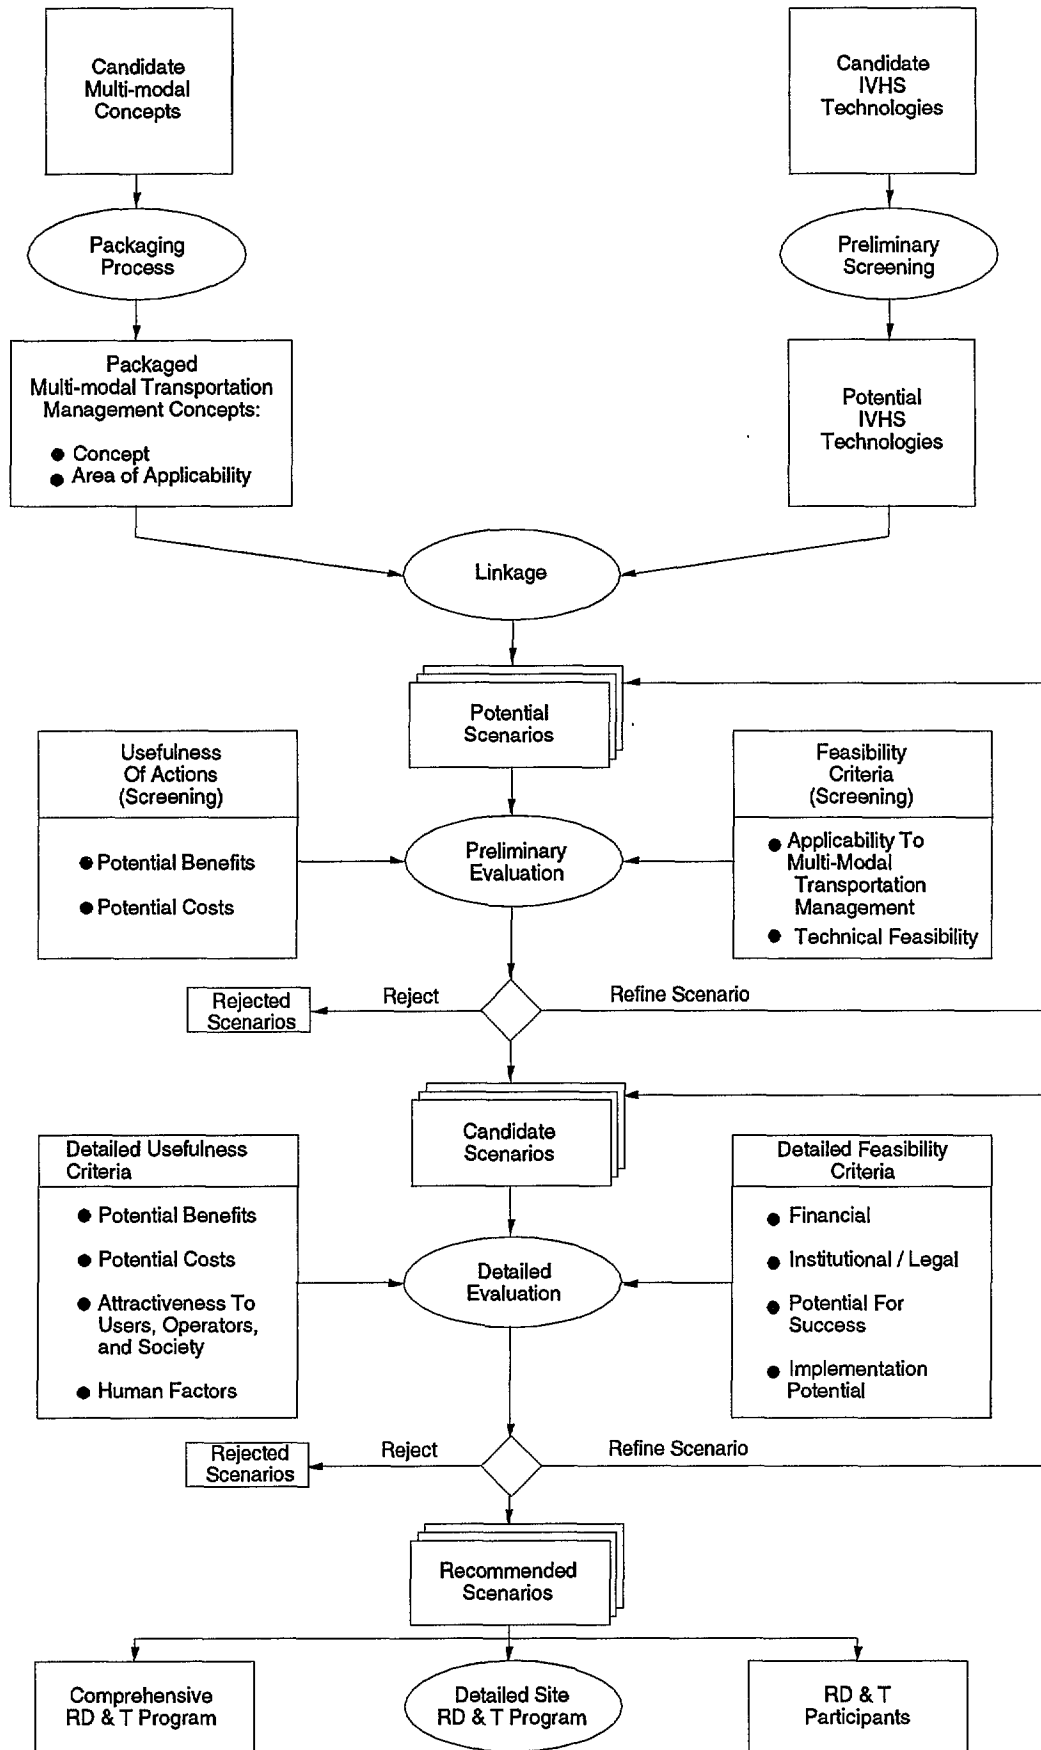 Candidate
Multi-modal
Concepts
Candidate
IVHS
Technologies
Packaging
Process
Preliminary
Screening
Packaged
Multi-modal Transportation
Management Concepts:
● Concept
● Area of Applicability
Potential
IVHS
Technologies
Linkage
Potential
Scenarios
Usefulness
Of Actions
(Screening)
● Potential Benefits
● Potential Costs
Preliminary
Evaluation
Feasibility
Criteria
(Screening)
● Applicability To
Multi-Modal
Transportation
Management
● Technical Feasibility
Rejected
Scenarios
Reject
Refine Scenario
Candidate
Scenarios
Detailed Usefulness
Criteria
● Potential Benefits
● Potential Costs
● Attractiveness To
Users, Operators,
and Society
● Human Factors
Detailed
Evaluation
Detailed Feasibility
Criteria
● Financial
● Institutional / Legal
● Potential For
Success
● Implementation
Potential
Rejected
Scenarios
Reject
Refine Scenario
Recommended
Scenarios
Comprehensive
RD & T Program
Detailed Site
RD & T Program
RD & T
Participants